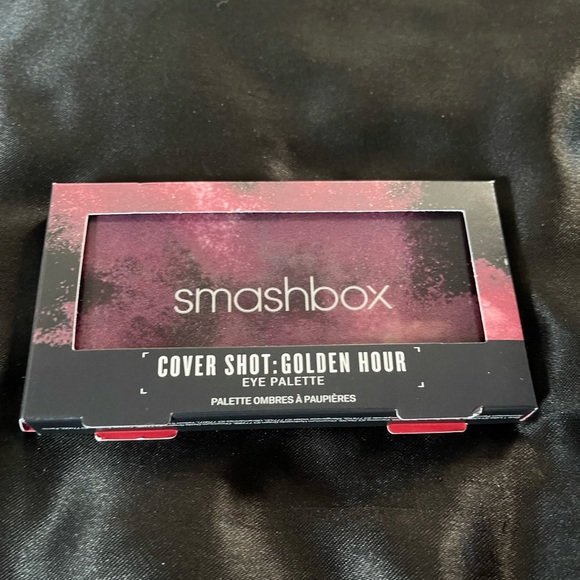 smashbox
COVER SHOT:GOLDEN HOUR
EYE PALETTE
PALETTE OMBRES À PAUPIÈRES